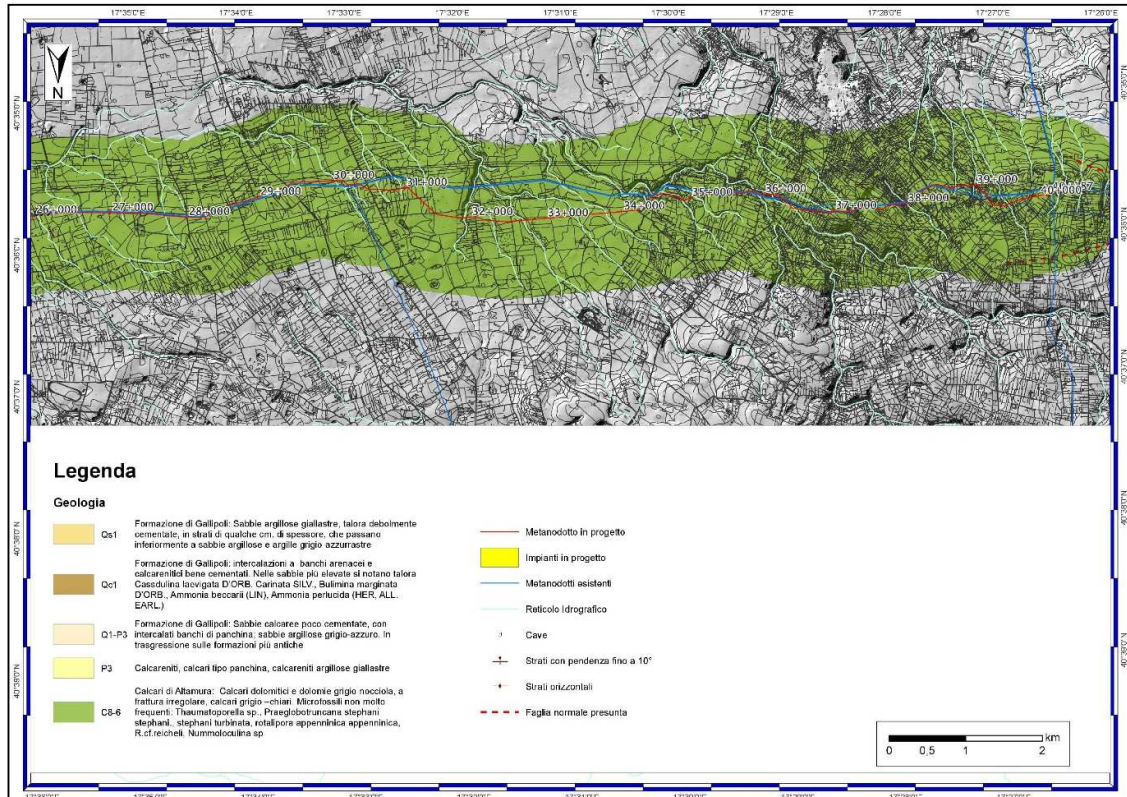 17°35'0"E 17°34'0"E 17°33'0"E 17°32'0"E 17°31'0"E 17°30'0"E 17°29'0"E 17°28'0"E 17°27'0"E 17°26'0"E
N
40°35'0"N
30+000
39+000
29+000
31+000
35+000
36+000
38+000
27+000
28+000
32+000
33+000
34+000
37+000
40°36'0"N
40°37'0"N
Legenda
Geologia
Qs1
Formazione di Gallipoli: Sabbie argillose giallastre, talora debolmente
cementate, in strati di qualche cm. di spessore, che passano
inferiormente a sabbie argillose e argille grigio azzurrastre
Qc1
Formazione di Gallipoli: intercalazioni a banchi arenacei e
calcarenitici bene cementati. Nelle sabbie più elevate si notano talora
Cassdulina laevigata D'ORB. Carinata SILV., Bulimina marginata
D'ORB., Ammonia beccarii (LIN), Ammonia perlucida (HER, ALL.
EARL.)
Q1-P3
Formazione di Gallipoli: Sabbie calcaree poco cementate, con
intercalati banchi di panchina; sabbie argillose grigio-azzuro. In
trasgressione sulle formazioni più antiche
P3
Calcareniti, calcari tipo panchina, calcareniti argillose giallastre
C8-6
Calcari di Altamura: Calcari dolomitici e dolomie grigio nocciola, a
frattura irregolare, calcari grigio –chiari. Microfossili non molto
frequenti: Thaumatoporella sp., Praeglobotruncana stephani
stephani., stephani turbinata, rotalipora appenninica appenninica,
R.cf.reicheli, Nummoloculina sp
Metanodotto in progetto
Impianti in progetto
Metanodotti esistenti
Reticolo Idrografico
Cave
Strati con pendenza fino a 10°
Strati orizzontali
Faglia normale presunta
km
0 0,5 1 2